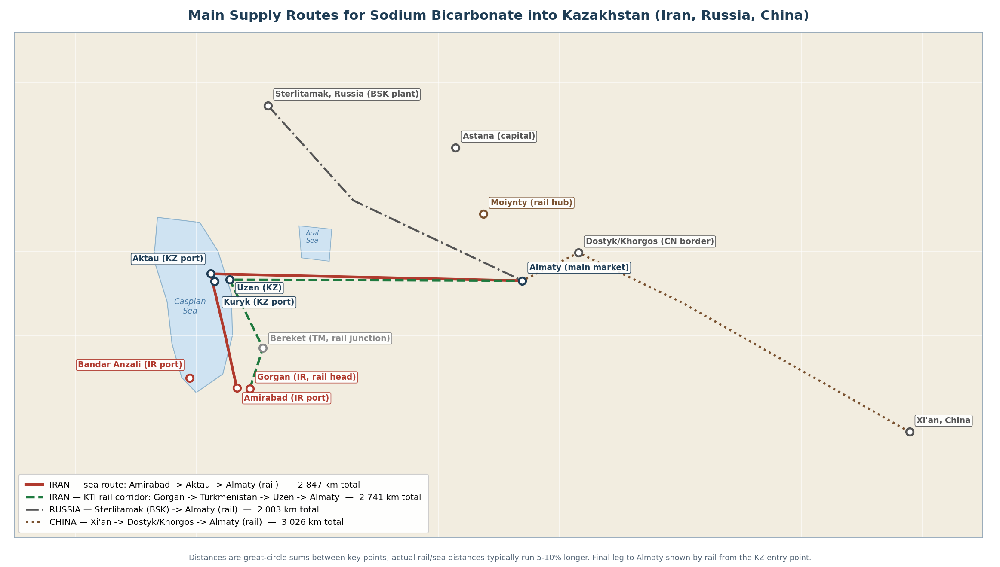 Main Supply Routes for Sodium Bicarbonate into Kazakhstan (Iran, Russia, China)
Sterlitamak, Russia (BSK plant)
Astana (capital)
Moiynty (rail hub)
Aral
Sea
Dostyk/Khorgos (CN border)
Aktau (KZ port)
Almaty (main market)
Uzen (KZ)
Kuryk (KZ port)
Caspian
Sea
Bereket (TM, rail junction)
Bandar Anzali (IR port)
Gorgan (IR, rail head)
Amirabad (IR port)
Xi'an, China
IRAN — sea route: Amirabad -> Aktau -> Almaty (rail) — 2 847 km total
IRAN — KTI rail corridor: Gorgan -> Turkmenistan -> Uzen -> Almaty — 2 741 km total
RUSSIA — Sterlitamak (BSK) -> Almaty (rail) — 2 003 km total
CHINA — Xi'an -> Dostyk/Khorgos -> Almaty (rail) — 3 026 km total
Distances are great-circle sums between key points; actual rail/sea distances typically run 5-10% longer. Final leg to Almaty shown by rail from the KZ entry point.